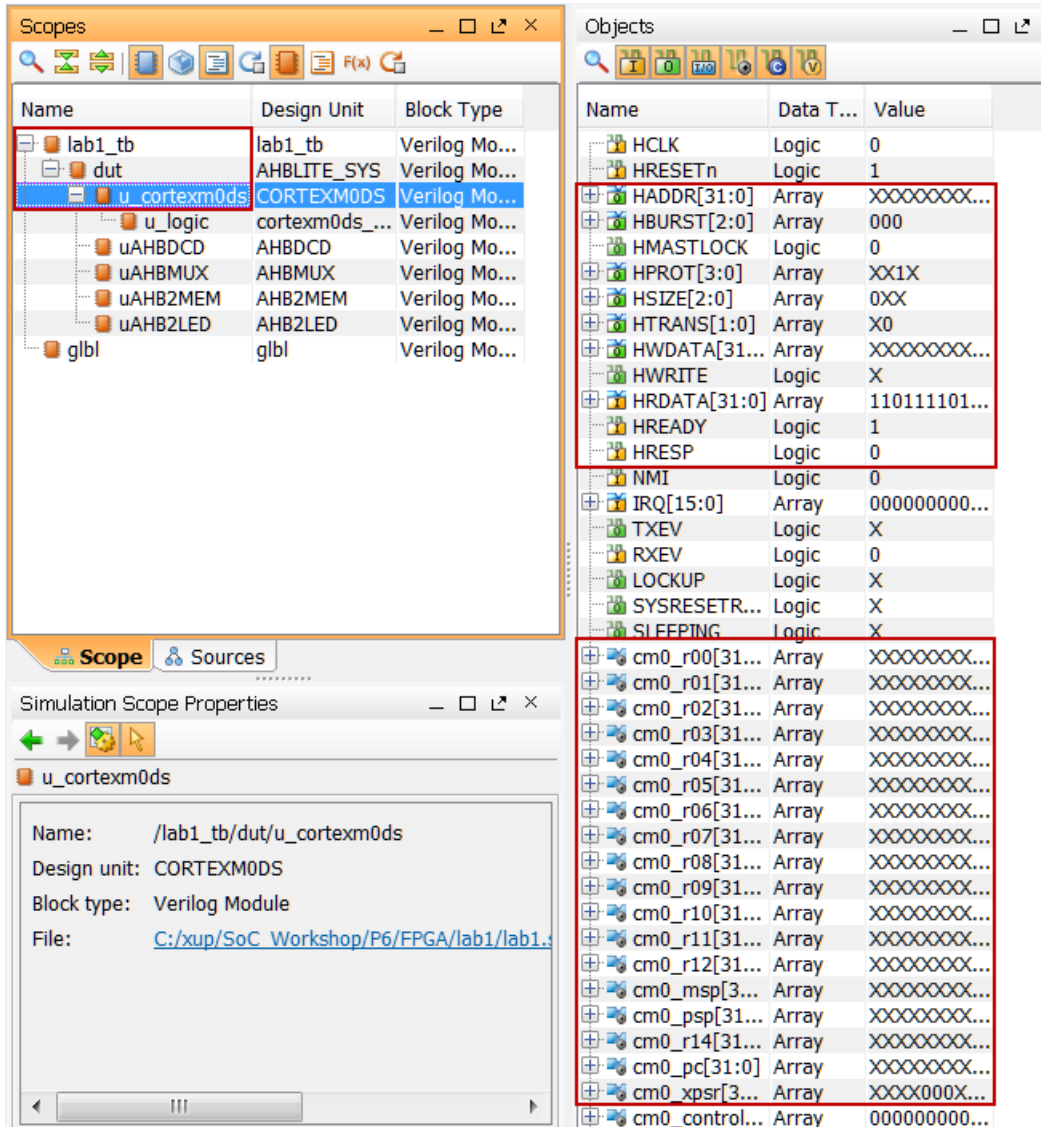 Scopes
F(x)
Name Design Unit Block Type
lab1_tb lab1_tb Verilog Mo...
dut AHBLITE_SYS Verilog Mo...
u_cortexm0ds CORTEXM0DS Verilog Mo...
u_logic cortexm0ds_... Verilog Mo...
uAHBDCD AHBDCD Verilog Mo...
uAHBMUX AHBMUX Verilog Mo...
uAHB2MEM AHB2MEM Verilog Mo...
uAHB2LED AHB2LED Verilog Mo...
glbl glbl Verilog Mo...
Scope Sources
Simulation Scope Properties
u_cortexm0ds
Name: /lab1_tb/dut/u_cortexm0ds
Design unit: CORTEXM0DS
Block type: Verilog Module
File: C:/xup/SoC_Workshop/P6/FPGA/lab1/lab1.s
Objects
I O I/O C V
Name Data T... Value
HCLK Logic 0
HRESETn Logic 1
HADDR[31:0] Array XXXXXXXX...
HBURST[2:0] Array 000
HMASTLOCK Logic 0
HPROT[3:0] Array XX1X
HSIZE[2:0] Array 0XX
HTRANS[1:0] Array X0
HWDATA[31... Array XXXXXXXX...
HWRITE Logic X
HRDATA[31:0] Array 110111101...
HREADY Logic 1
HRESP Logic 0
NMI Logic 0
IRQ[15:0] Array 000000000...
TXEV Logic X
RXEV Logic 0
LOCKUP Logic X
SYSRESETR... Logic X
SLEEPING Logic X
cm0_r00[31... Array XXXXXXXX...
cm0_r01[31... Array XXXXXXXX...
cm0_r02[31... Array XXXXXXXX...
cm0_r03[31... Array XXXXXXXX...
cm0_r04[31... Array XXXXXXXX...
cm0_r05[31... Array XXXXXXXX...
cm0_r06[31... Array XXXXXXXX...
cm0_r07[31... Array XXXXXXXX...
cm0_r08[31... Array XXXXXXXX...
cm0_r09[31... Array XXXXXXXX...
cm0_r10[31... Array XXXXXXXX...
cm0_r11[31... Array XXXXXXXX...
cm0_r12[31... Array XXXXXXXX...
cm0_msp[3... Array XXXXXXXX...
cm0_psp[31... Array XXXXXXXX...
cm0_r14[31... Array XXXXXXXX...
cm0_pc[31:0] Array XXXXXXXX...
cm0_xpsr[3... Array XXXX000X...
cm0_control... Array 000000000...